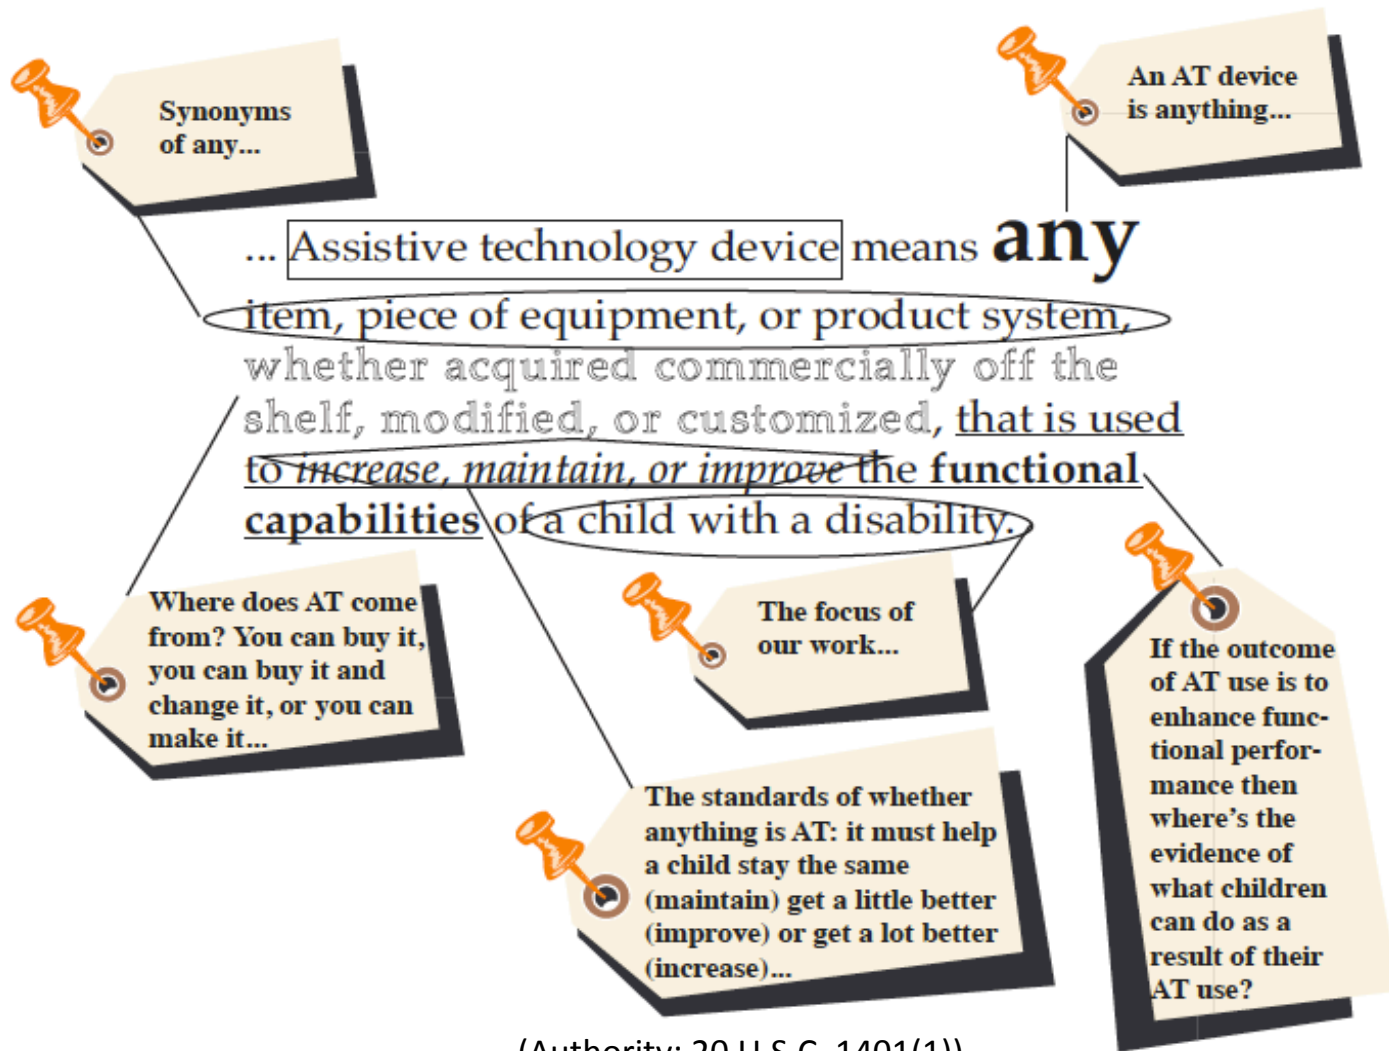 Synonyms
of any...
An AT device
is anything...
... Assistive technology device means any
item, piece of equipment, or product system,
whether acquired commercially off the
shelf, modified, or customized, that is used
to increase, maintain, or improve the functional
capabilities of a child with a disability.
Where does AT come
from? You can buy it,
you can buy it and
change it, or you can
make it...
The focus of
our work...
The standards of whether
anything is AT: it must help
a child stay the same
(maintain) get a little better
(improve) or get a lot better
(increase)...
If the outcome
of AT use is to
enhance func-
tional perfor-
mance then
where's the
evidence of
what children
can do as a
result of their
AT use?
(Authority: 20 U.S.C. 1401(1))